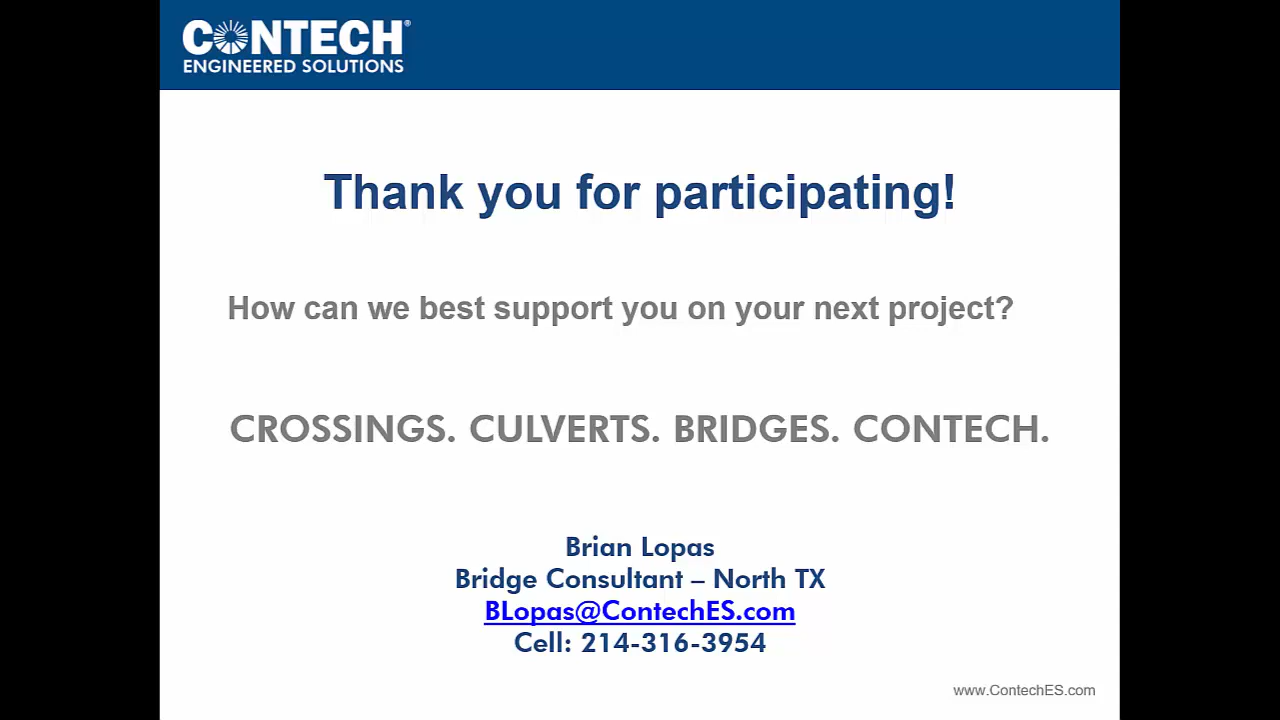 CONTECH®
ENGINEERED SOLUTIONS
Thank you for participating!
How can we best support you on your next project?
CROSSINGS. CULVERTS. BRIDGES. CONTECH.
Brian Lopas
Bridge Consultant – North TX
BLopas@ContechES.com
Cell: 214-316-3954
www.ContechES.com